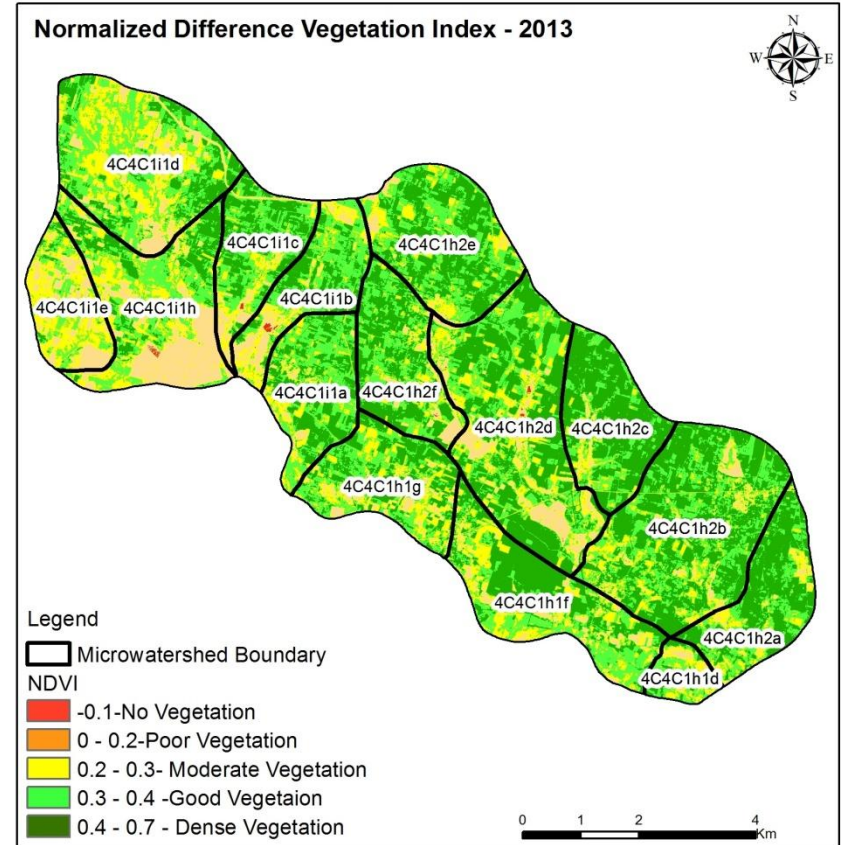 Normalized Difference Vegetation Index - 2013
N
W E
S
4C4C1i1d
4C4C1i1c
4C4C1h2e
4C4C1i1b
4C4C1i1e
4C4C1i1h
4C4C1i1a
4C4C1h2f
4C4C1h2d
4C4C1h2c
4C4C1h1g
4C4C1h2b
4C4C1h1f
4C4C1h2a
4C4C1h1d
Legend
Microwatershed Boundary
NDVI
-0.1-No Vegetation
0 - 0.2-Poor Vegetation
0.2 - 0.3- Moderate Vegetation
0.3 - 0.4 -Good Vegetaion
0.4 - 0.7 - Dense Vegetation
0 1 2 4
Km